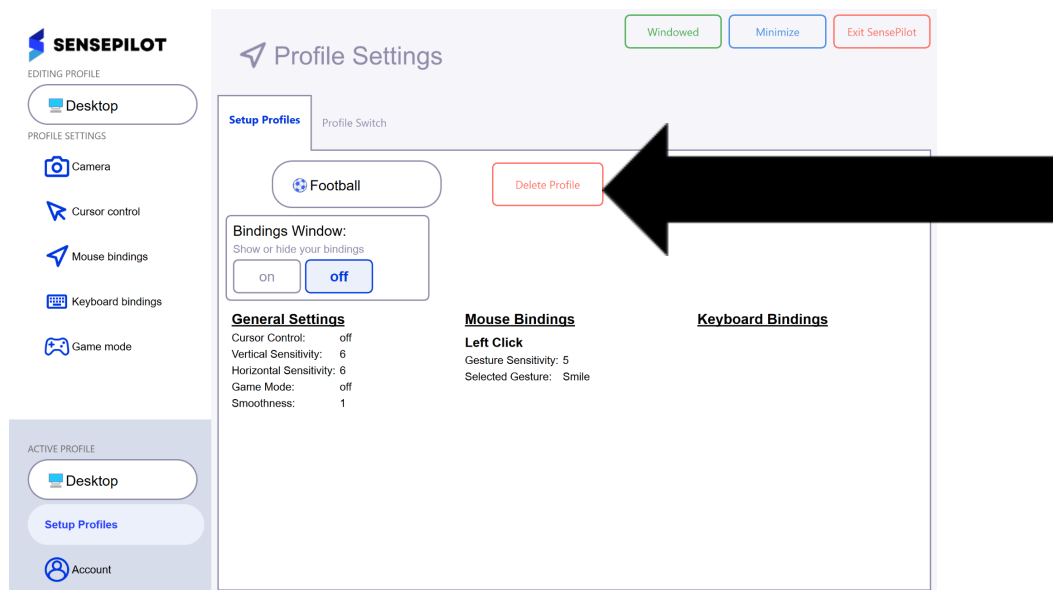 SENSEPILOT
EDITING PROFILE
Desktop
PROFILE SETTINGS
Camera
Cursor control
Mouse bindings
Keyboard bindings
Game mode
ACTIVE PROFILE
Desktop
Setup Profiles
Account
Profile Settings
Windowed
Minimize
Exit SensePilot
Setup Profiles
Profile Switch
Football
Delete Profile
Bindings Window:
Show or hide your bindings
on
off
General Settings
Cursor Control: off
Vertical Sensitivity: 6
Horizontal Sensitivity: 6
Game Mode: off
Smoothness: 1
Mouse Bindings
Left Click
Gesture Sensitivity: 5
Selected Gesture: Smile
Keyboard Bindings